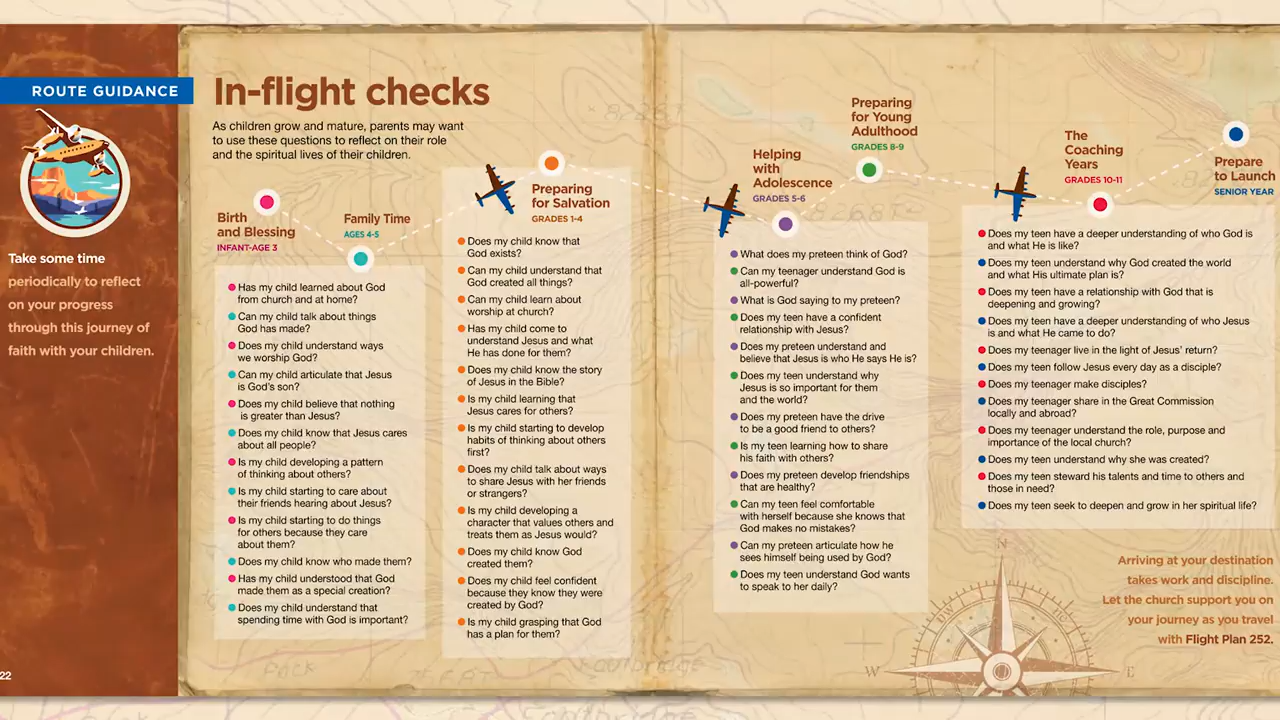 ROUTE GUIDANCE
Take some time
periodically to reflect
on your progress
through this journey of
faith with your children.
22
In-flight checks
As children grow and mature, parents may want
to use these questions to reflect on their role
and the spiritual lives of their children.
Birth
and Blessing
INFANT-AGE 3
Family Time
AGES 4-5
Has my child learned about God
from church and at home?
Can my child talk about things
God has made?
Does my child understand ways
we worship God?
Can my child articulate that Jesus
is God's son?
Does my child believe that nothing
is greater than Jesus?
Does my child know that Jesus cares
about all people?
Is my child developing a pattern
of thinking about others?
Is my child starting to care about
their friends hearing about Jesus?
Is my child starting to do things
for others because they care
about them?
Does my child know who made them?
Has my child understood that God
made them as a special creation?
Does my child understand that
spending time with God is important?
Preparing
for Salvation
GRADES 1-4
Does my child know that
God exists?
Can my child understand that
God created all things?
Can my child learn about
worship at church?
Has my child come to
understand Jesus and what
He has done for them?
Does my child know the story
of Jesus in the Bible?
Is my child learning that
Jesus cares for others?
Is my child starting to develop
habits of thinking about others
first?
Does my child talk about ways
to share Jesus with her friends
or strangers?
Is my child developing a
character that values others and
treats them as Jesus would?
Does my child know God
created them?
Does my child feel confident
because they know they were
created by God?
Is my child grasping that God
has a plan for them?
Helping
with
Adolescence
GRADES 5-6
Preparing
for Young
Adulthood
GRADES 8-9
What does my preteen think of God?
Can my teenager understand God is
all-powerful?
What is God saying to my preteen?
Does my teen have a confident
relationship with Jesus?
Does my preteen understand and
believe that Jesus is who He says He is?
Does my teen understand why
Jesus is so important for them
and the world?
Does my preteen have the drive
to be a good friend to others?
Is my teen learning how to share
his faith with others?
Does my preteen develop friendships
that are healthy?
Can my teen feel comfortable
with herself because she knows that
God makes no mistakes?
Can my preteen articulate how he
sees himself being used by God?
Does my teen understand God wants
to speak to her daily?
The
Coaching
Years
GRADES 10-11
Prepare
to Launch
SENIOR YEAR
Does my teen have a deeper understanding of who God is
and what He is like?
Does my teen understand why God created the world
and what His ultimate plan is?
Does my teen have a relationship with God that is
deepening and growing?
Does my teen have a deeper understanding of who Jesus
is and what He came to do?
Does my teenager live in the light of Jesus' return?
Does my teen follow Jesus every day as a disciple?
Does my teenager make disciples?
Does my teenager share in the Great Commission
locally and abroad?
Does my teenager understand the role, purpose and
importance of the local church?
Does my teen understand why she was created?
Does my teen steward his talents and time to others and
those in need?
Does my teen seek to deepen and grow in her spiritual life?
Arriving at your destination
takes work and discipline.
Let the church support you on
your journey as you travel
with Flight Plan 252.
N
W
E